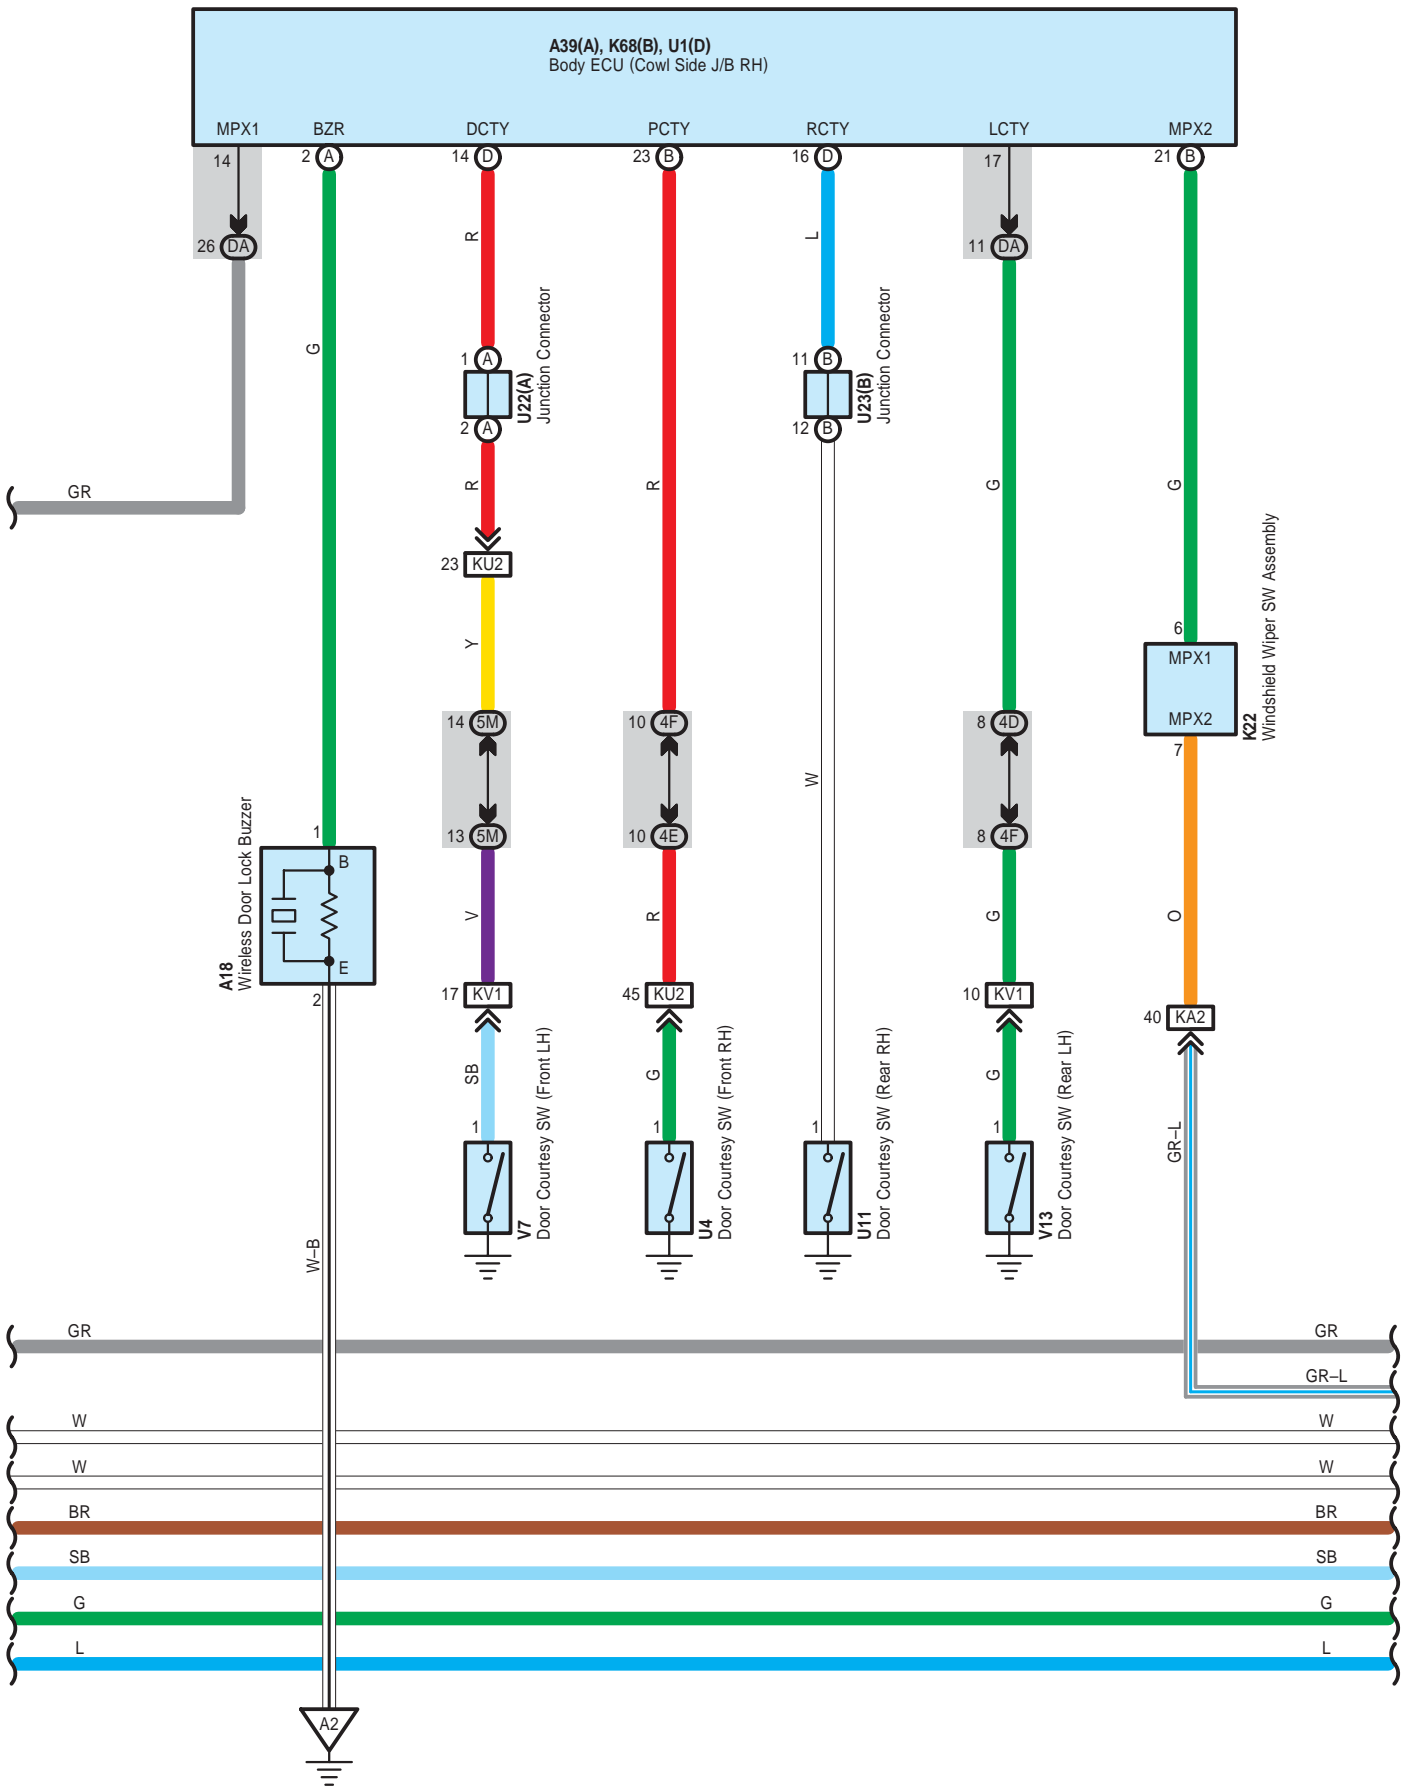 A39(A), K68(B), U1(D)
Body ECU (Cowl Side J/B RH)
MPX1 BZR DCTY PCTY RCTY LCTY MPX2
14 2 A 14 D 23 B 16 D 17 21 B
26 DA 11 DA
R L
G
1 A 11 B
U22(A)
Junction Connector
U23(B)
Junction Connector
2 A 12 B
GR R R G G
23 KU2
Y
6
MPX1
MPX2
7
K22
Windshield Wiper SW Assembly
14 5M 10 4F 8 4D
W
13 5M 10 4E 8 4F
1
B
E
2
A18
Wireless Door Lock Buzzer
V R G O
17 KV1 45 KU2 10 KV1
40 KA2
SB G G
GR–L
1 1 1 1
V7
Door Courtesy SW (Front LH)
U4
Door Courtesy SW (Front RH)
U11
Door Courtesy SW (Rear RH)
V13
Door Courtesy SW (Rear LH)
W–B
GR GR
GR–L
W W
W W
BR BR
SB SB
G G
L L
A2